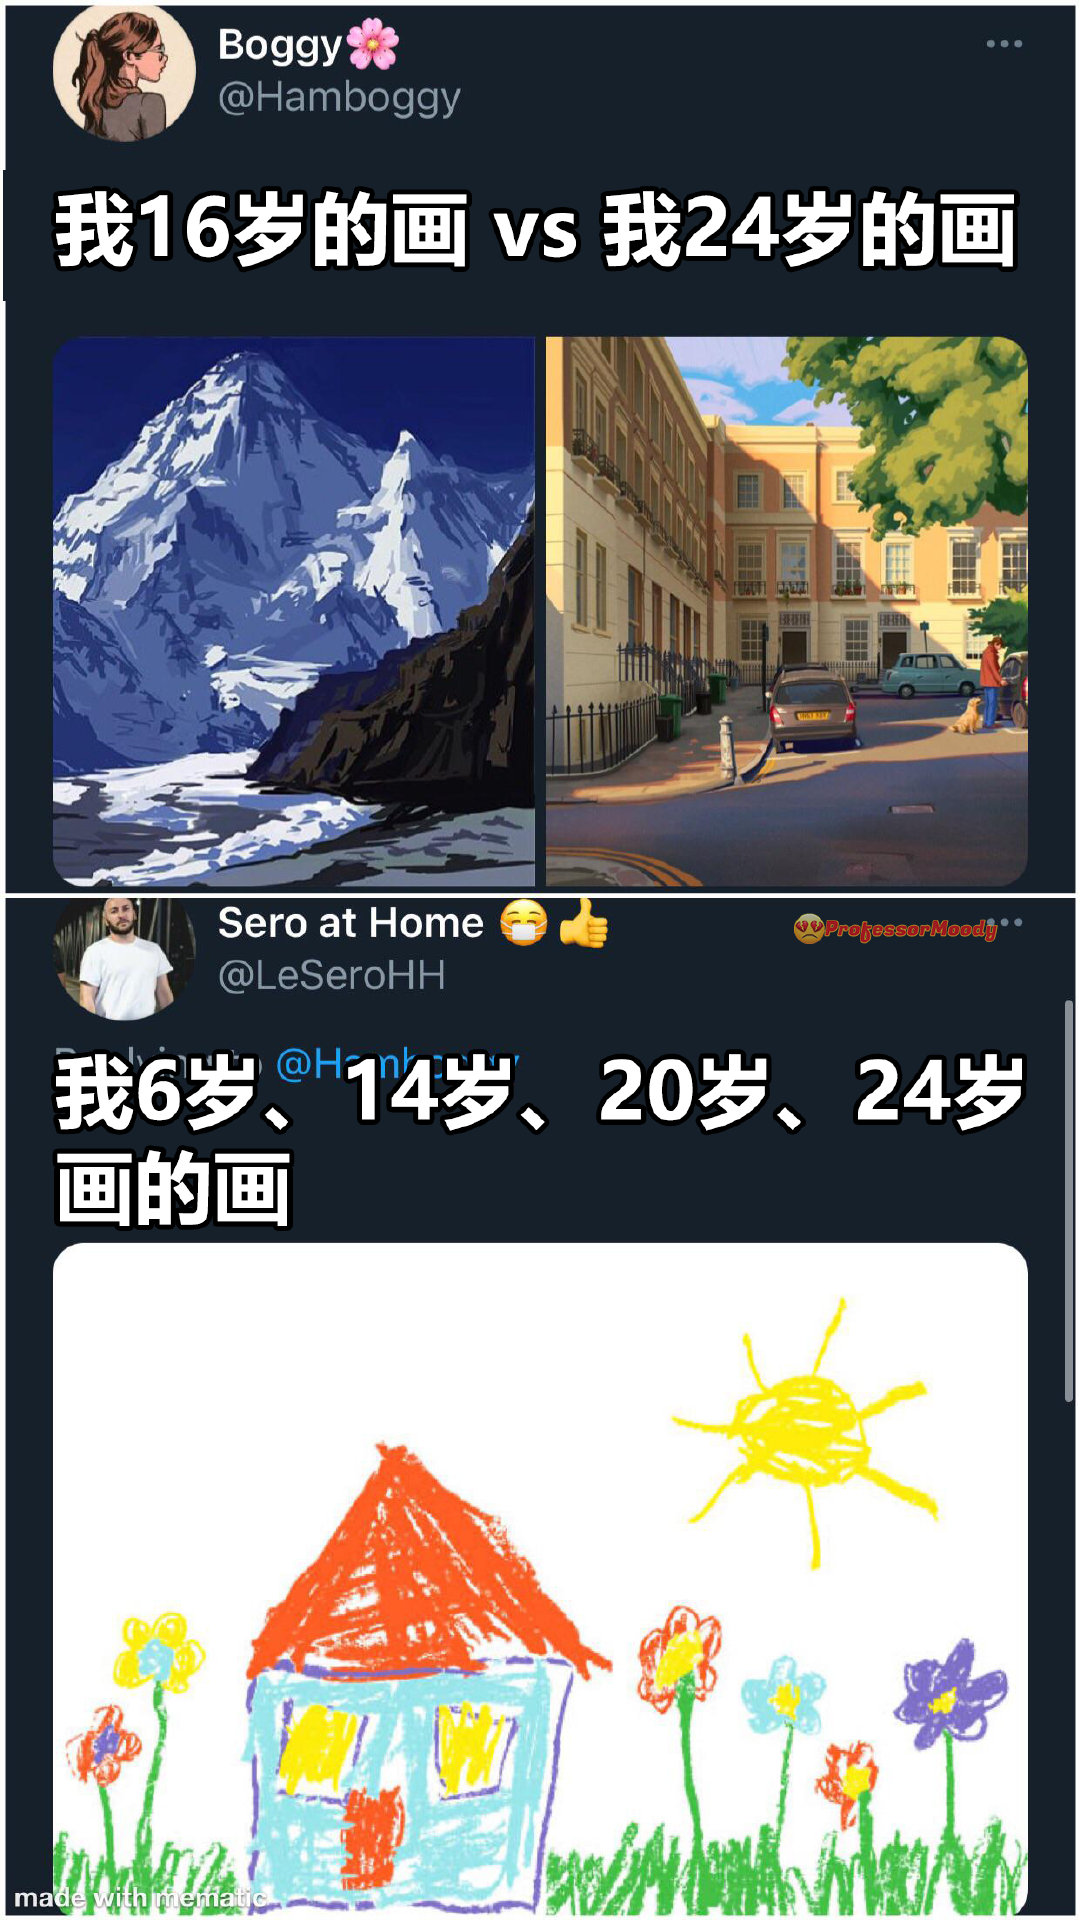 Boggy🌸
@Hamboggy
我16岁的画 vs 我24岁的画
Sero at Home 😷👍
ProfessorMoody
@LeSeroHH
@Hamboggy
我6岁、14岁、20岁、24岁
画的画
made with mematic